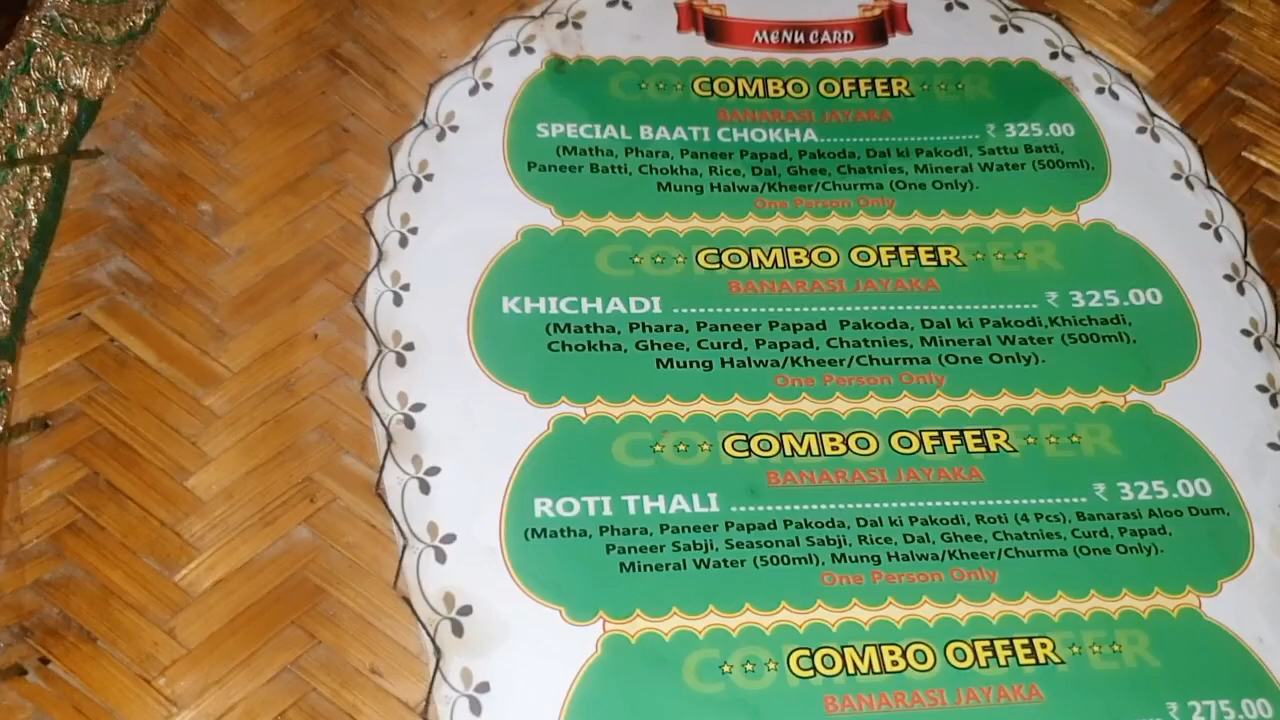 MENU CARD
COMBO OFFER
BANARASI JAYAKA
SPECIAL BAATI CHOKHA.............................. ₹ 325.00
(Matha, Phara, Paneer Papad, Pakoda, Dal ki Pakodi, Sattu Batti,
Paneer Batti, Chokha, Rice, Dal, Ghee, Chatnies, Mineral Water (500ml),
Mung Halwa/Kheer/Churma (One Only).
One Person Only
COMBO OFFER
BANARASI JAYAKA
KHICHADI .................................................. ₹ 325.00
(Matha, Phara, Paneer Papad Pakoda, Dal ki Pakodi,Khichadi,
Chokha, Ghee, Curd, Papad, Chatnies, Mineral Water (500ml),
Mung Halwa/Kheer/Churma (One Only).
One Person Only
COMBO OFFER
BANARASI JAYAKA
ROTI THALI .................................................. ₹ 325.00
(Matha, Phara, Paneer Papad Pakoda, Dal ki Pakodi, Roti (4 Pcs), Banarasi Aloo Dum,
Paneer Sabji, Seasonal Sabji, Rice, Dal, Ghee, Chatnies, Curd, Papad,
Mineral Water (500ml), Mung Halwa/Kheer/Churma (One Only).
One Person Only
COMBO OFFER
BANARASI JAYAKA
₹ 275.00